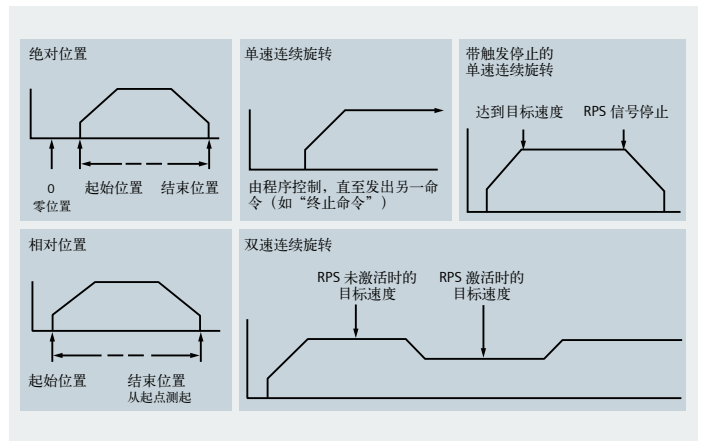 绝对位置
0
零位置
起始位置
结束位置
单速连续旋转
由程序控制，直至发出另一命
令（如“终止命令”）
带触发停止的
单速连续旋转
达到目标速度
RPS 信号停止
相对位置
起始位置
结束位置
从起点测起
双速连续旋转
RPS 未激活时的
目标速度
RPS 激活时的
目标速度